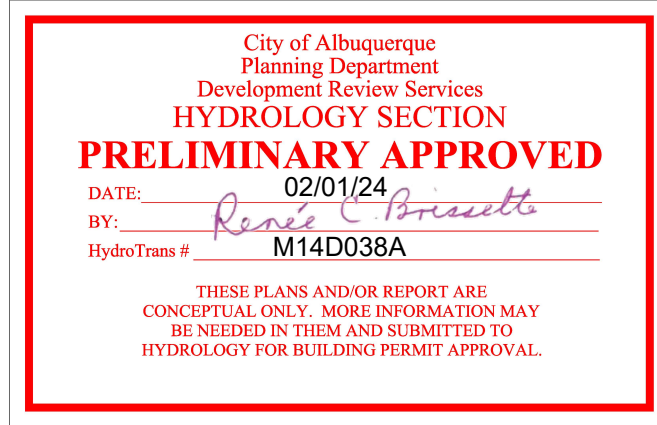 City of Albuquerque
Planning Department
Development Review Services
HYDROLOGY SECTION
PRELIMINARY APPROVED
DATE: 02/01/24
BY: Renée C. Brissette
HydroTrans # M14D038A
THESE PLANS AND/OR REPORT ARE
CONCEPTUAL ONLY. MORE INFORMATION MAY
BE NEEDED IN THEM AND SUBMITTED TO
HYDROLOGY FOR BUILDING PERMIT APPROVAL.